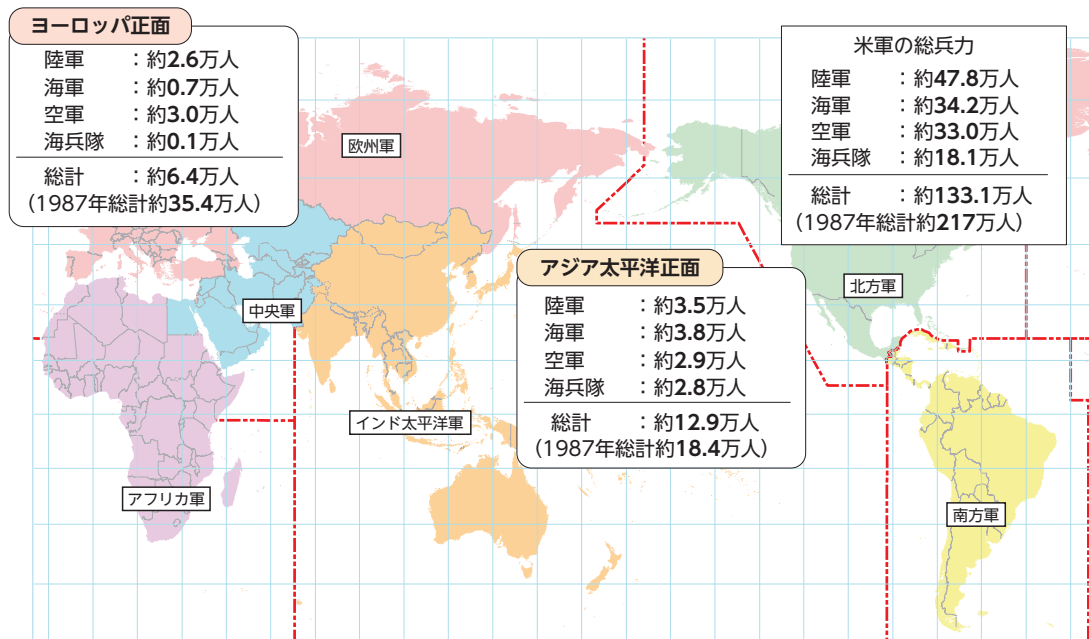 ヨーロッパ正面
陸軍 ：約2.6万人
海軍 ：約0.7万人
空軍 ：約3.0万人
海兵隊 ：約0.1万人
総計 ：約6.4万人
（1987年総計約35.4万人）
米軍の総兵力
陸軍 ：約47.8万人
海軍 ：約34.2万人
空軍 ：約33.0万人
海兵隊 ：約18.1万人
総計 ：約133.1万人
（1987年総計約217万人）
欧州軍
アジア太平洋正面
陸軍 ：約3.5万人
海軍 ：約3.8万人
空軍 ：約2.9万人
海兵隊 ：約2.8万人
総計 ：約12.9万人
（1987年総計約18.4万人）
北方軍
中央軍
インド太平洋軍
アフリカ軍
南方軍